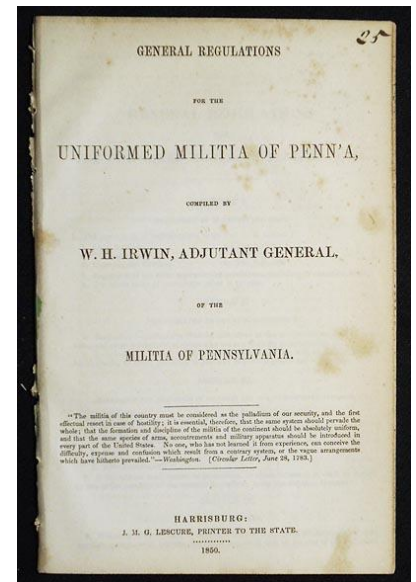 25
GENERAL REGULATIONS
FOR THE
UNIFORMED MILITIA OF PENN'A,
COMPILED BY
W. H. IRWIN, ADJUTANT GENERAL,
OF THE
MILITIA OF PENNSYLVANIA.
"The militia of this country must be considered as the palladium of our security, and the first
effectual resort in case of hostility; it is essential, therefore, that the same system should pervade the
whole; that the formation and discipline of the militia of the continent should be absolutely uniform,
and that the same species of arms, accoutrements and military apparatus should be introduced in
every part of the United States. No one, who has not learned it from experience, can conceive the
difficulty, expense and confusion which result from a contrary system, or the vague arrangements
which have hitherto prevailed."—Washington. [Circular Letter, June 28, 1783.]
HARRISBURG:
J. M. G. LESCURE, PRINTER TO THE STATE.
1850.